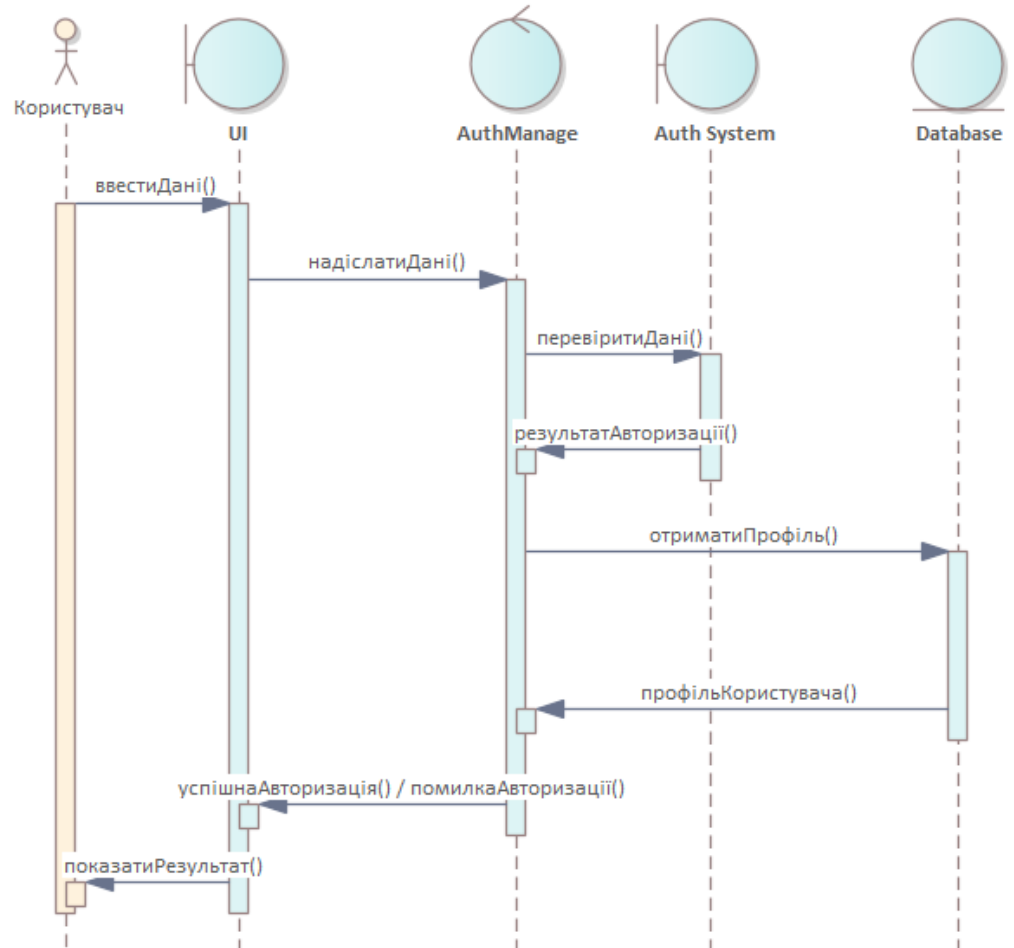 Користувач
UI
AuthManage
Auth System
Database
ввестиДані()
надіслатиДані()
перевіритиДані()
результатАвторизації()
отриматиПрофіль()
профільКористувача()
успішнаАвторизація() / помилкаАвторизації()
показатиРезультат()